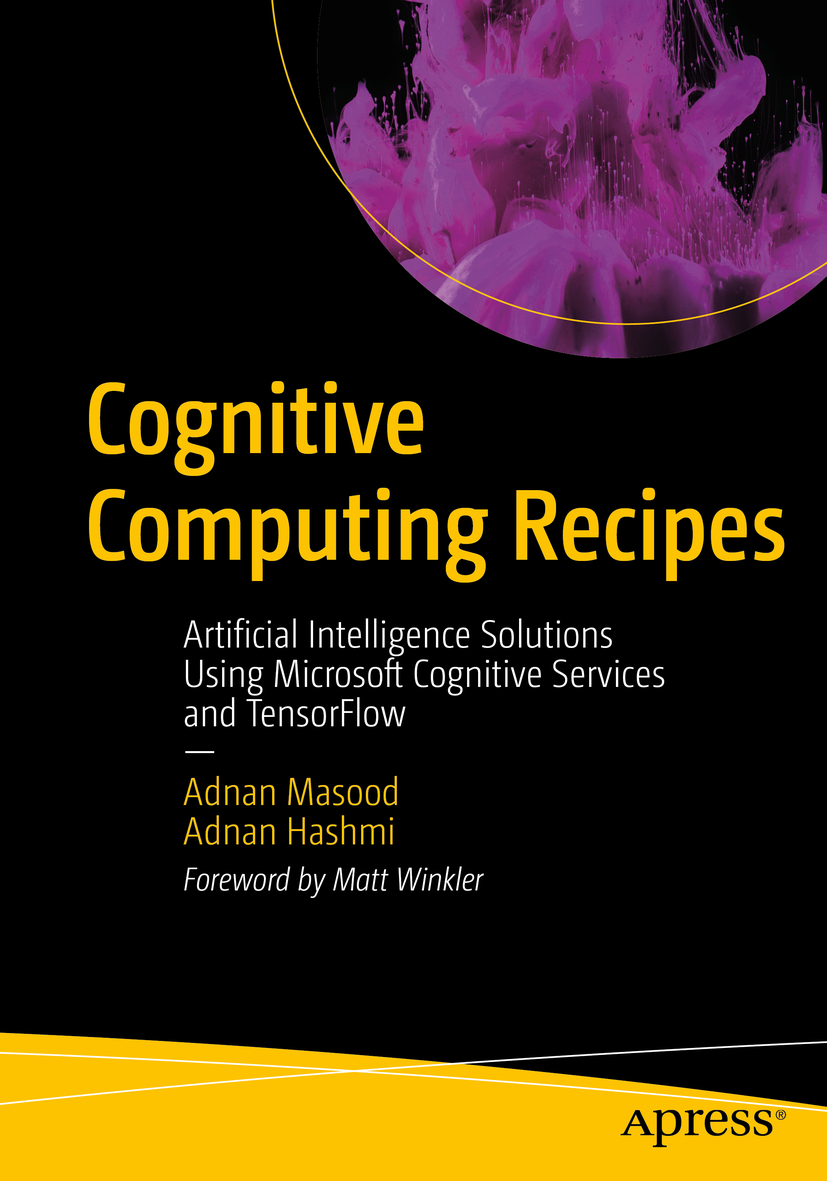 Cognitive
Computing Recipes
Artificial Intelligence Solutions
Using Microsoft Cognitive Services
and TensorFlow
—
Adnan Masood
Adnan Hashmi
Foreword by Matt Winkler
Apress®